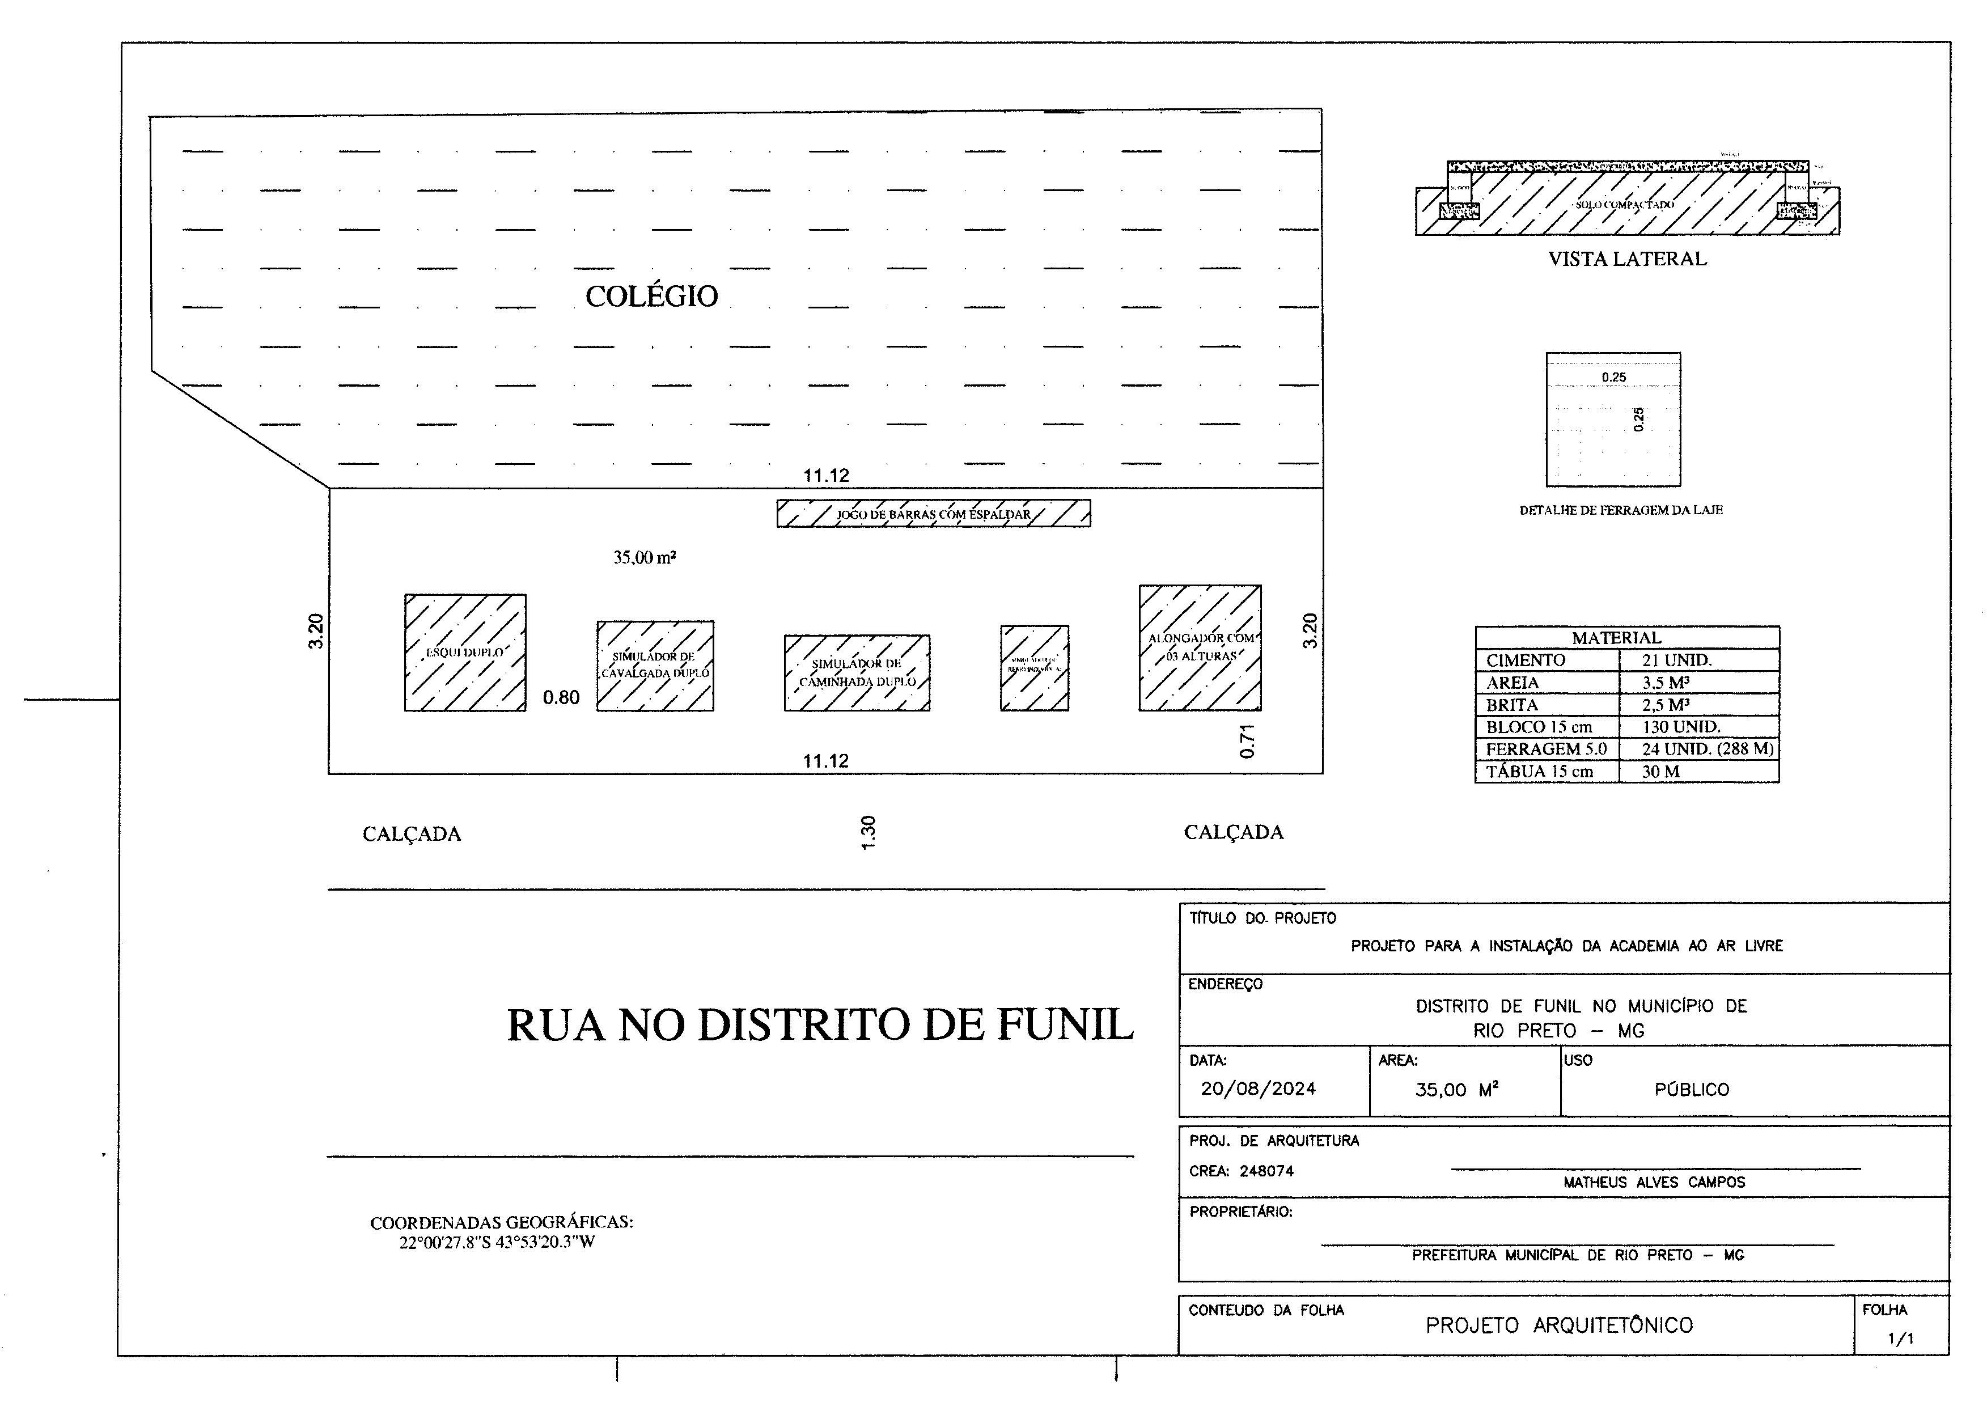 COLÉGIO
11.12
JOGO DE BARRAS COM ESPALDAR
35,00 m²
3.20
3.20
ESQUI DUPLO
SIMULADOR DE
CAVALGADA DUPLO
SIMULADOR DE
CAMINHADA DUPLO
ALONGADOR COM
03 ALTURAS
0.80
0.71
11.12
CALÇADA
1.30
CALÇADA
RUA NO DISTRITO DE FUNIL
COORDENADAS GEOGRÁFICAS:
22°00'27.8"S 43°53'20.3"W
SOLO COMPACTADO
VISTA LATERAL
0.25
0.25
DETALHE DE FERRAGEM DA LAJE
MATERIAL
CIMENTO 21 UNID.
AREIA 3,5 M³
BRITA 2,5 M³
BLOCO 15 cm 130 UNID.
FERRAGEM 5.0 24 UNID. (288 M)
TÁBUA 15 cm 30 M
TÍTULO DO PROJETO
PROJETO PARA A INSTALAÇÃO DA ACADEMIA AO AR LIVRE
ENDEREÇO
DISTRITO DE FUNIL NO MUNICÍPIO DE
RIO PRETO – MG
DATA: AREA: USO
20/08/2024 35,00 M² PÚBLICO
PROJ. DE ARQUITETURA
CREA: 248074
MATHEUS ALVES CAMPOS
PROPRIETÁRIO:
PREFEITURA MUNICÍPAL DE RIO PRETO – MG
CONTEUDO DA FOLHA FOLHA
PROJETO ARQUITETÔNICO 1/1